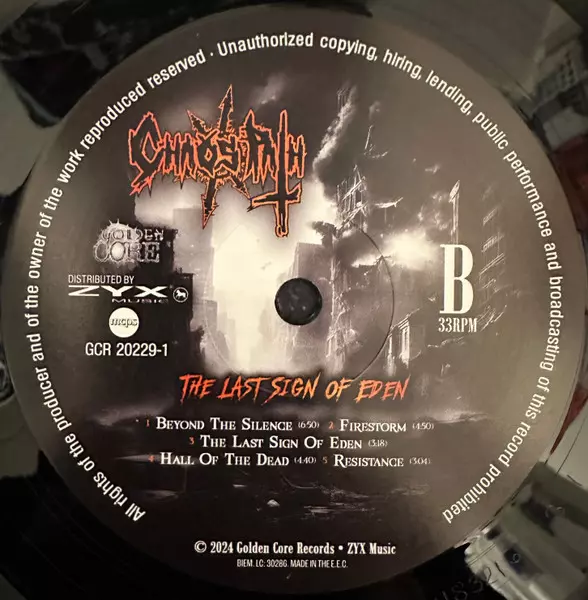 All rights of the producer and of the owner of the work reproduced reserved · Unauthorized copying, hiring, lending, public performance and broadcasting of this record prohibited
CHAOS PATH
GOLDEN
CORE
DISTRIBUTED BY
ZYX
MUSIC
mcps
GCR 20229-1
B
33RPM
THE LAST SIGN OF EDEN
1 BEYOND THE SILENCE (6:50) 2 FIRESTORM (4:50)
3 THE LAST SIGN OF EDEN (3:18)
4 HALL OF THE DEAD (4:40) 5 RESISTANCE (3:04)
© 2024 Golden Core Records • ZYX Music
BIEM. LC: 30286. MADE IN THE E.E.C.